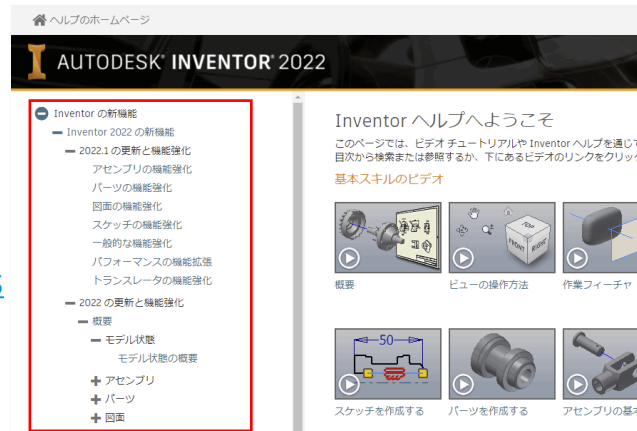 ヘルプのホームページ
AUTODESK® INVENTOR® 2022
Inventor の新機能
Inventor 2022 の新機能
2022.1 の更新と機能強化
アセンブリの機能強化
パーツの機能強化
図面の機能強化
スケッチの機能強化
一般的な機能強化
パフォーマンスの機能拡張
トランスレータの機能強化
2022 の更新と機能強化
概要
モデル状態
モデル状態の概要
アセンブリ
パーツ
図面
Inventor ヘルプへようこそ
このページでは、ビデオ チュートリアルや Inventor ヘルプを通じて
目次から検索または参照するか、下にあるビデオのリンクをクリック
基本スキルのビデオ
TOP
FRONT
RIGHT
概要
ビューの操作方法
作業フィーチャ
50
スケッチを作成する
パーツを作成する
アセンブリの基本